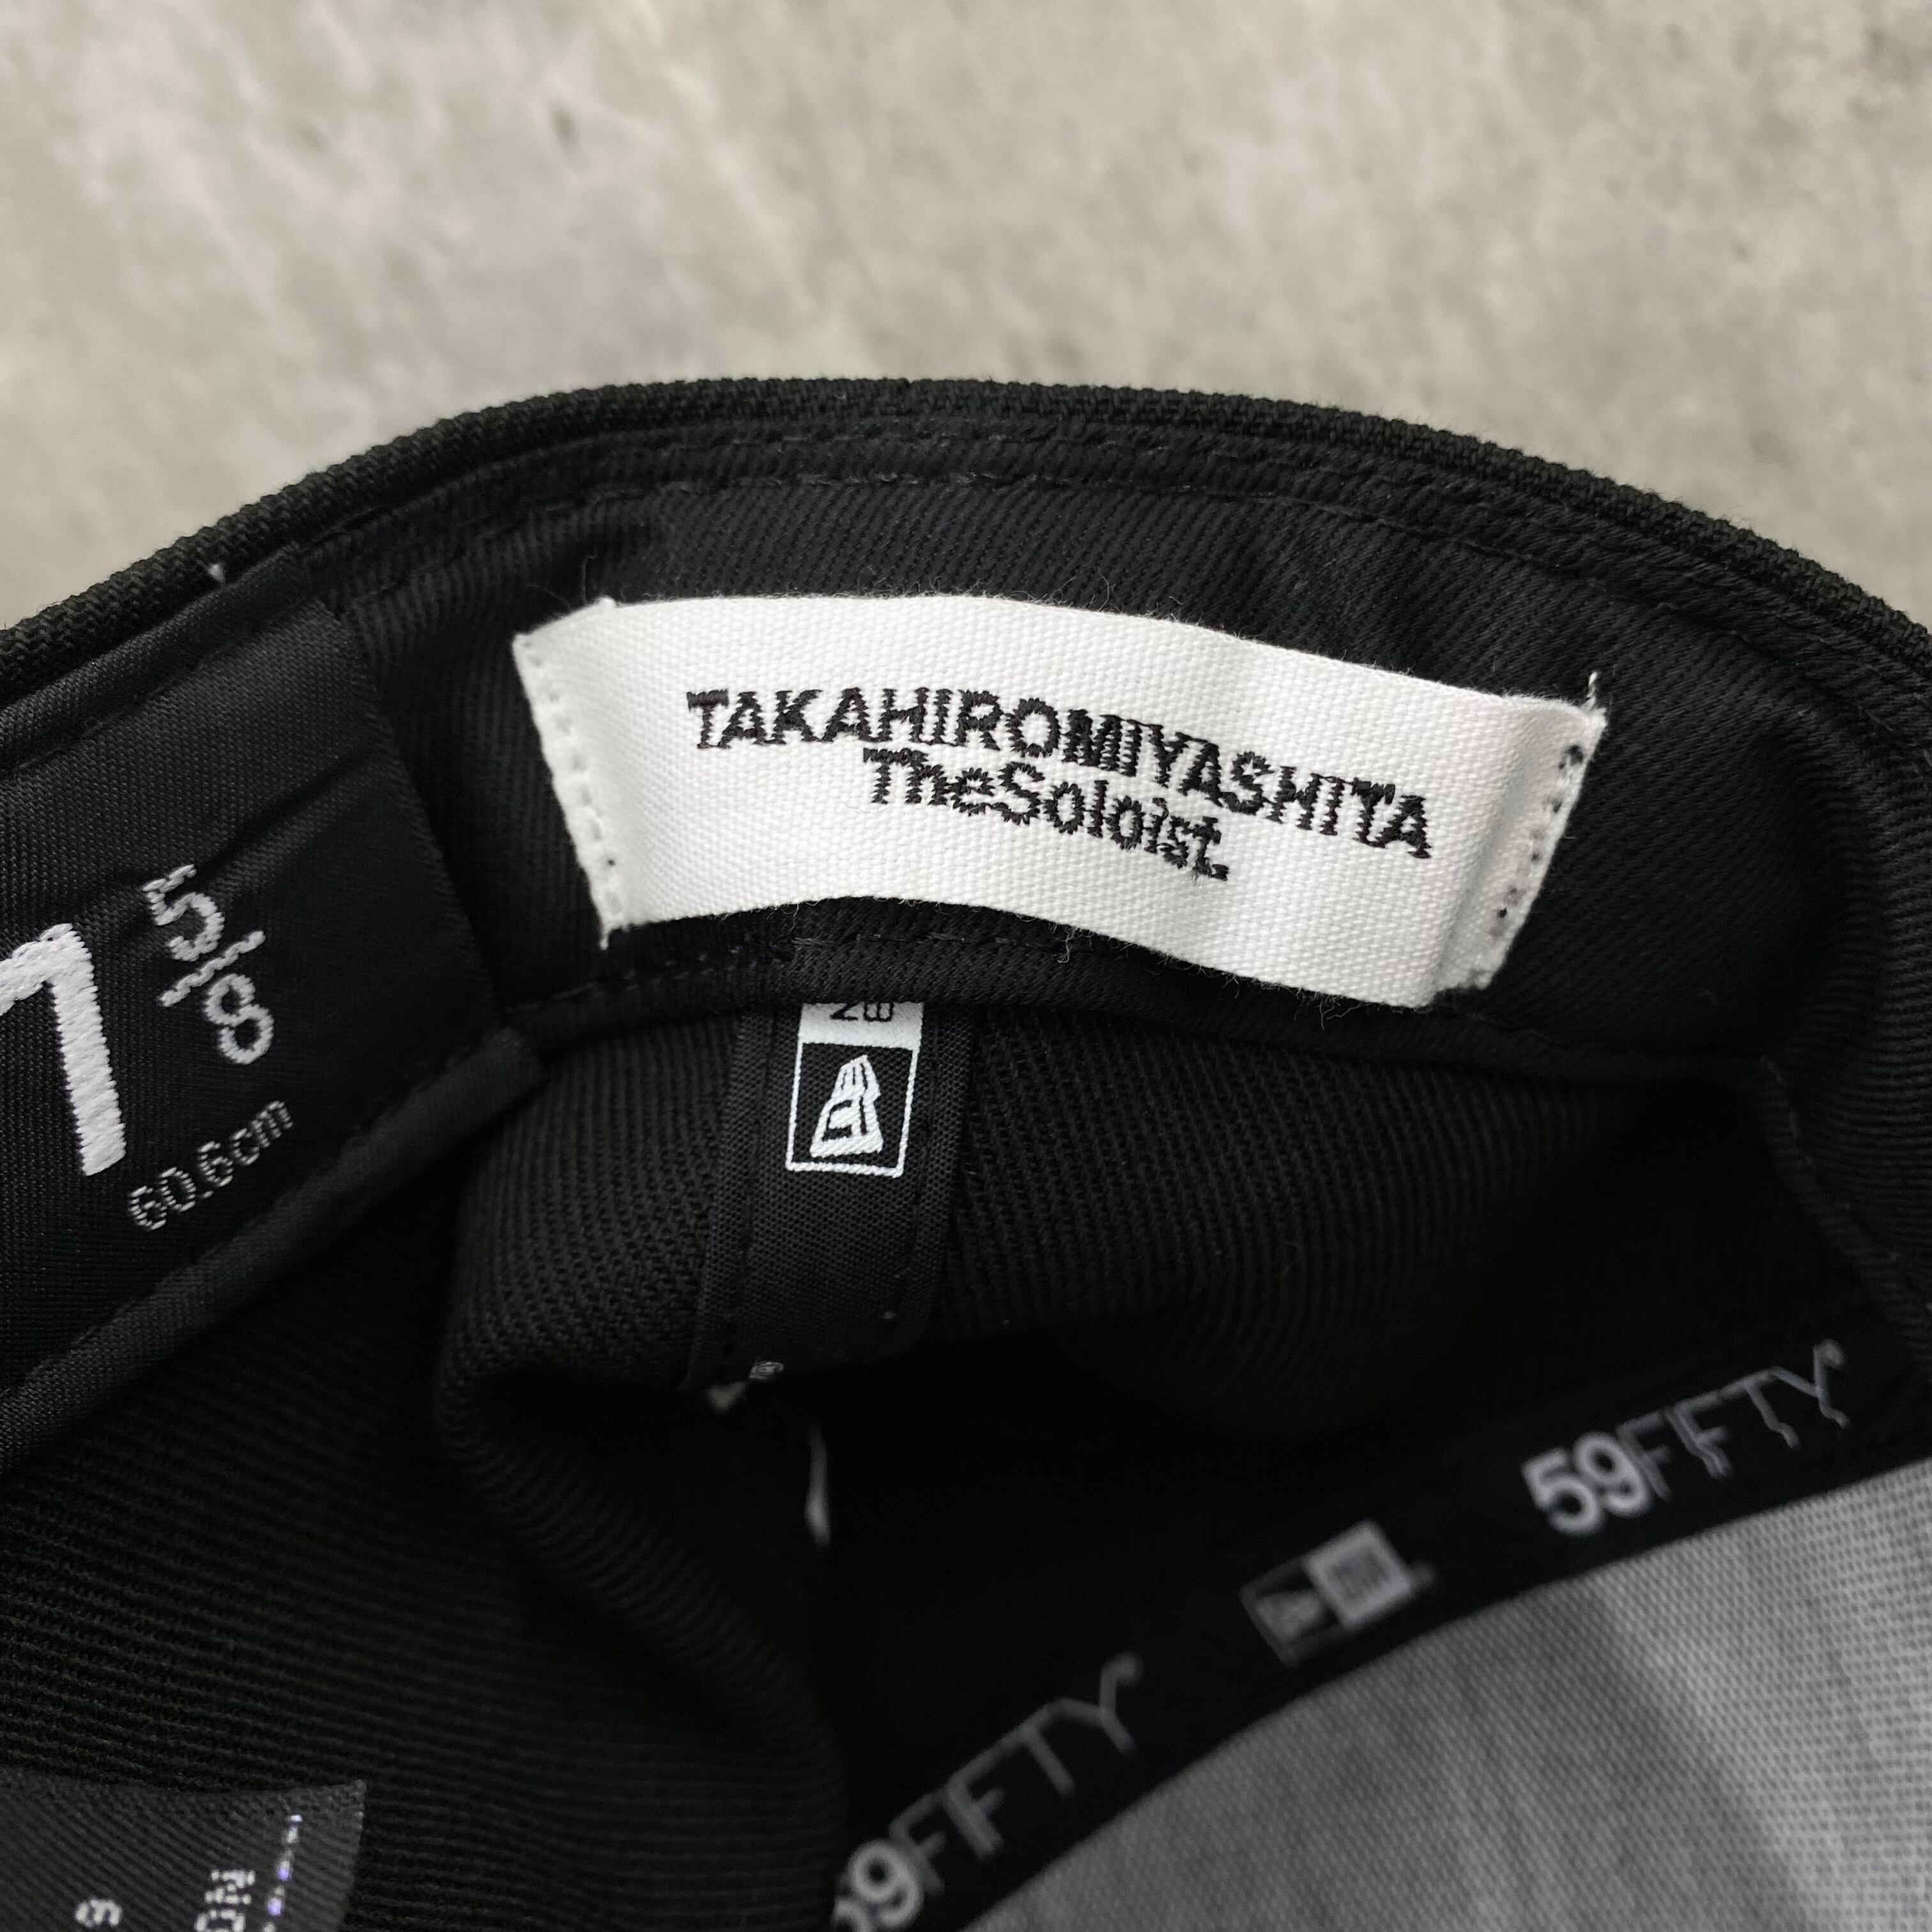 TAKAHIROMIYASHITA
TheSoloist.
7 5/8
60.6cm
59FIFTY
59FIFTY